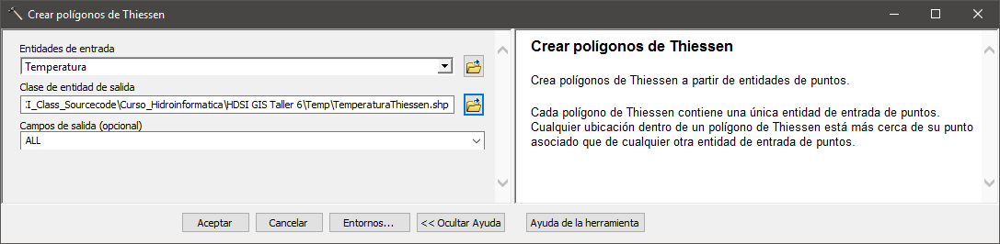 Crear polígonos de Thiessen
Entidades de entrada
Temperatura
Clase de entidad de salida
I_Class_Sourcecode\Curso_Hidroinformatica\HDSI GIS Taller 6\Temp\TemperaturaThiessen.shp
Campos de salida (opcional)
ALL
Crear polígonos de Thiessen
Crea polígonos de Thiessen a partir de entidades de puntos.
Cada polígono de Thiessen contiene una única entidad de entrada de puntos.
Cualquier ubicación dentro de un polígono de Thiessen está más cerca de su punto
asociado que de cualquier otra entidad de entrada de puntos.
Aceptar
Cancelar
Entornos...
<< Ocultar Ayuda
Ayuda de la herramienta